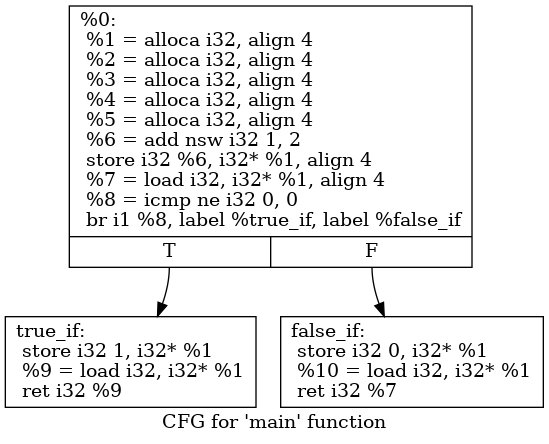 %0:
%1 = alloca i32, align 4
%2 = alloca i32, align 4
%3 = alloca i32, align 4
%4 = alloca i32, align 4
%5 = alloca i32, align 4
%6 = add nsw i32 1, 2
store i32 %6, i32* %1, align 4
%7 = load i32, i32* %1, align 4
%8 = icmp ne i32 0, 0
br i1 %8, label %true_if, label %false_if
T
F
true_if:
store i32 1, i32* %1
%9 = load i32, i32* %1
ret i32 %9
false_if:
store i32 0, i32* %1
%10 = load i32, i32* %1
ret i32 %7
CFG for 'main' function